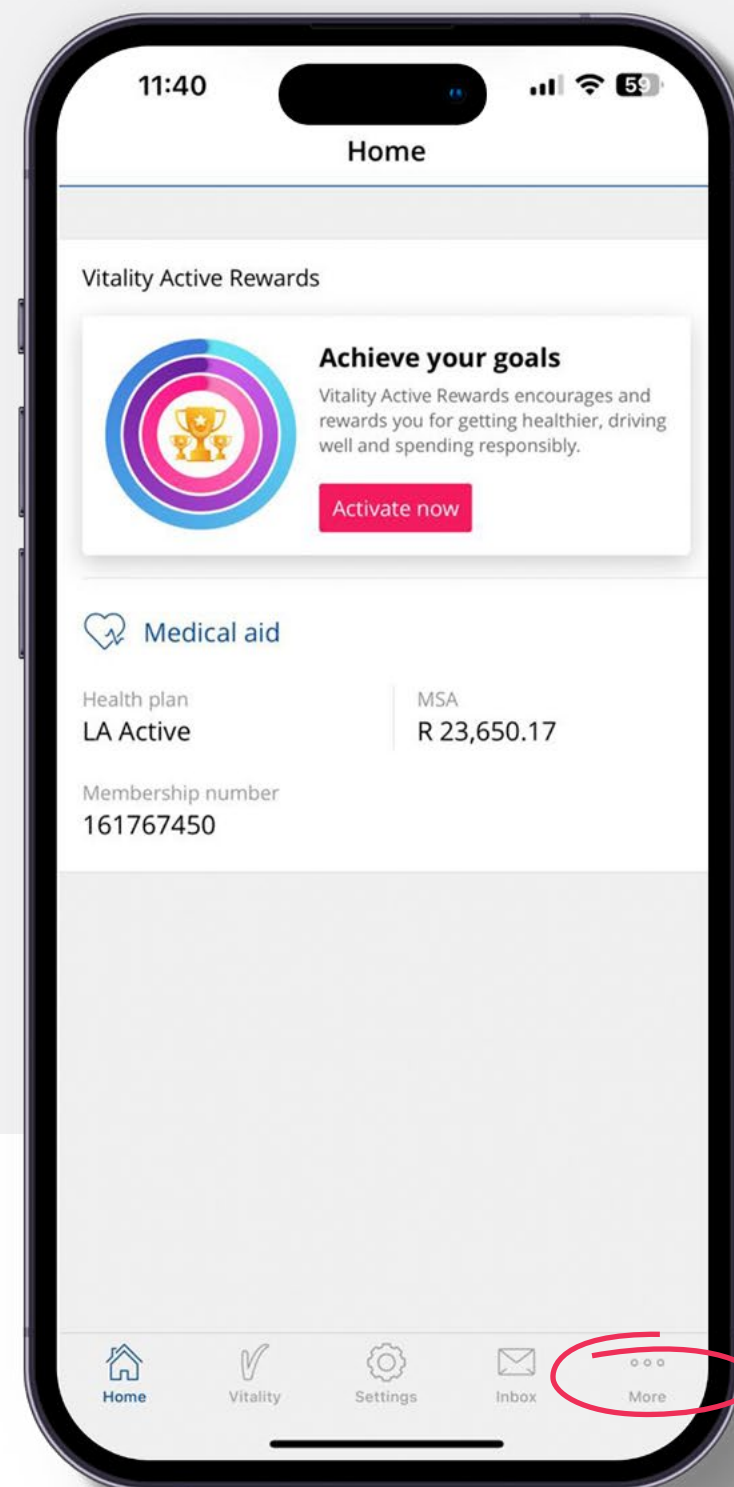 11:40
59
Home
Vitality Active Rewards
Achieve your goals
Vitality Active Rewards encourages and
rewards you for getting healthier, driving
well and spending responsibly.
Activate now
Medical aid
Health plan
MSA
LA Active
R 23,650.17
Membership number
161767450
Home
Vitality
Settings
Inbox
More